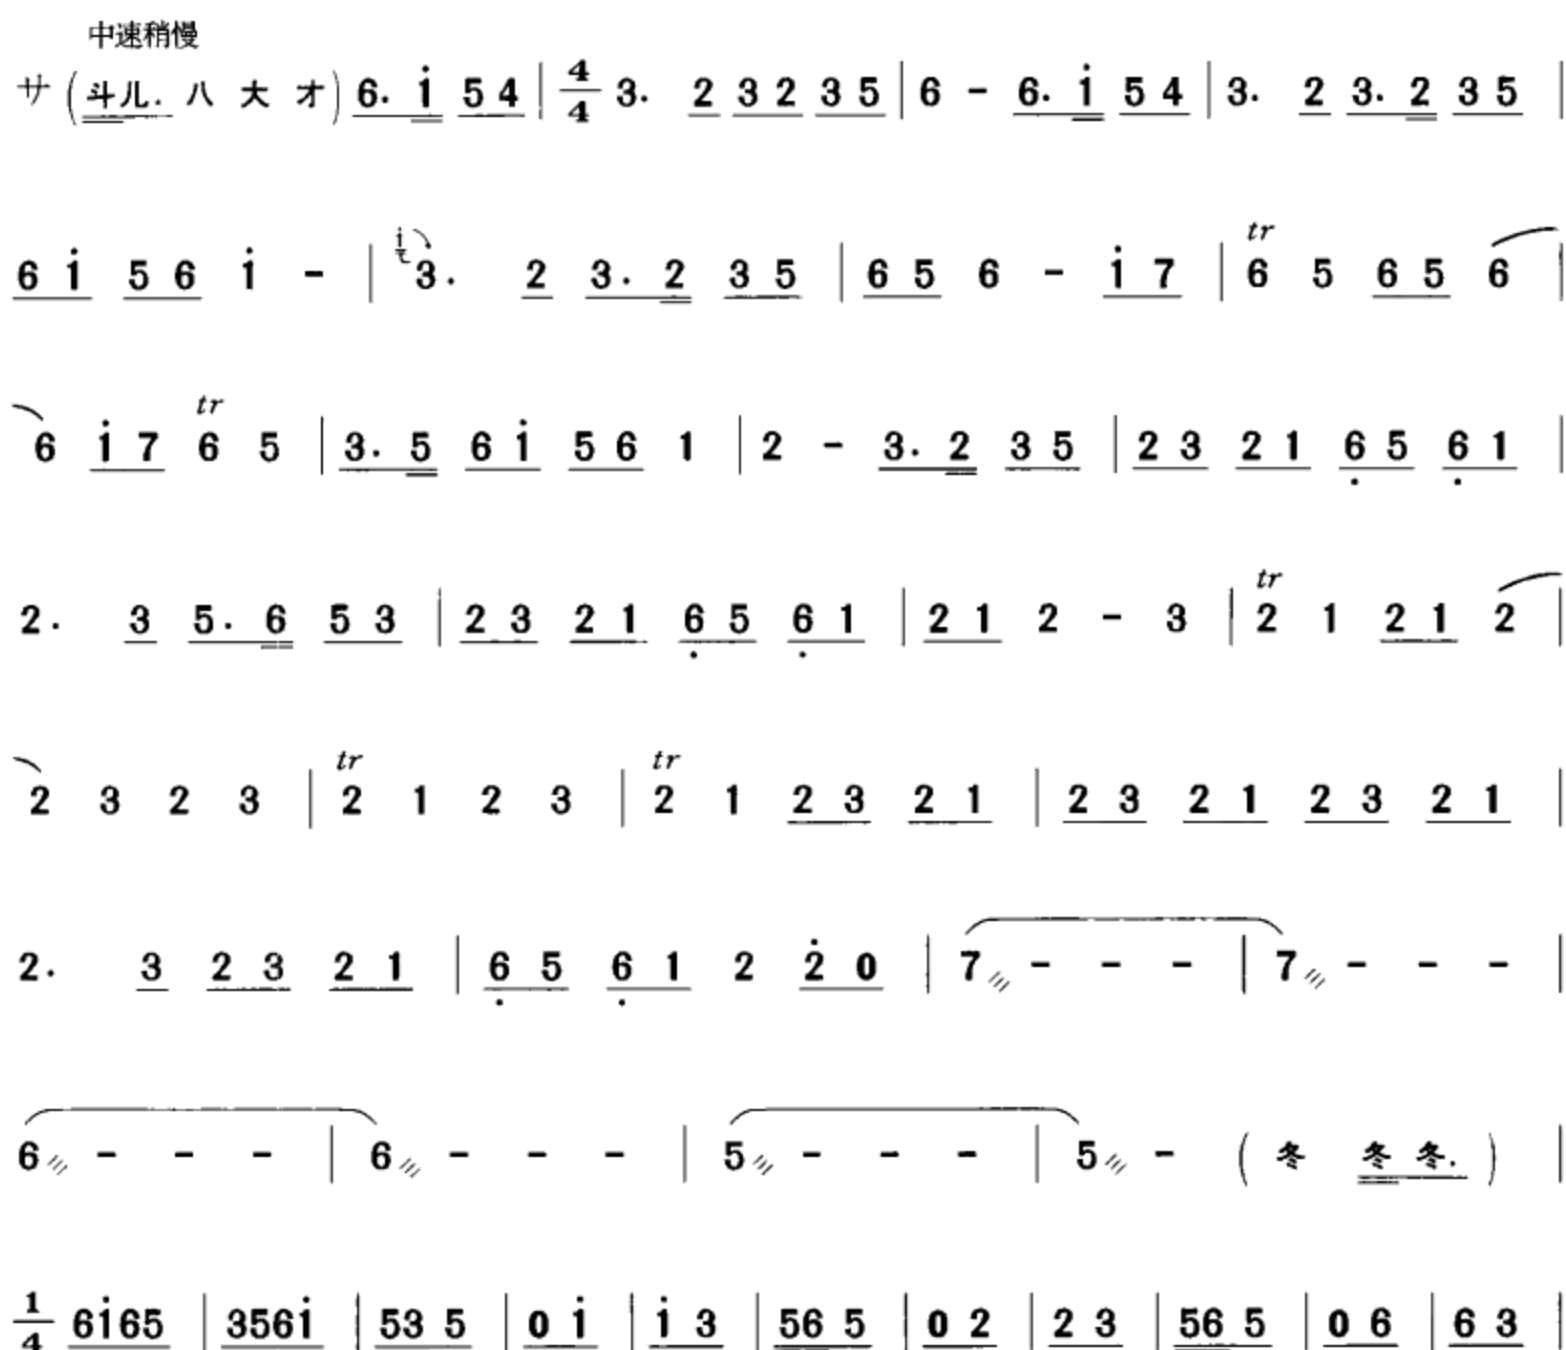 中速稍慢
サ ( 斗儿. 八 大 才 ) 6. i̇ 5 4 | 4/4 3. 2 3 2 3 5 | 6 - 6. i̇ 5 4 | 3. 2 3. 2 3 5 |
6 i̇ 5 6 i̇ - | i̇ 3. 2 3. 2 3 5 | 6 5 6 - i̇ 7 | tr 6 5 6 5 6 |
6 i̇ 7 tr 6 5 | 3. 5 6 i̇ 5 6 1 | 2 - 3. 2 3 5 | 2 3 2 1 6̣ 5 6̣ 1 |
2. 3 5. 6 5 3 | 2 3 2 1 6̣ 5 6̣ 1 | 2 1 2 - 3 | tr 2 1 2 1 2 |
2 3 2 3 | tr 2 1 2 3 | tr 2 1 2 3 2 1 | 2 3 2 1 2 3 2 1 |
2. 3 2 3 2 1 | 6̣ 5 6̣ 1 2 2̇ 0 | 7 /// - - - | 7 /// - - - |
6 /// - - - | 6 /// - - - | 5 /// - - - | 5 /// - ( 冬 冬 冬. ) |
1/4 6i̇65 | 356i̇ | 53 5 | 0 i̇ | i̇ 3 | 56 5 | 0 2 | 2 3 | 56 5 | 0 6 | 6 3 |